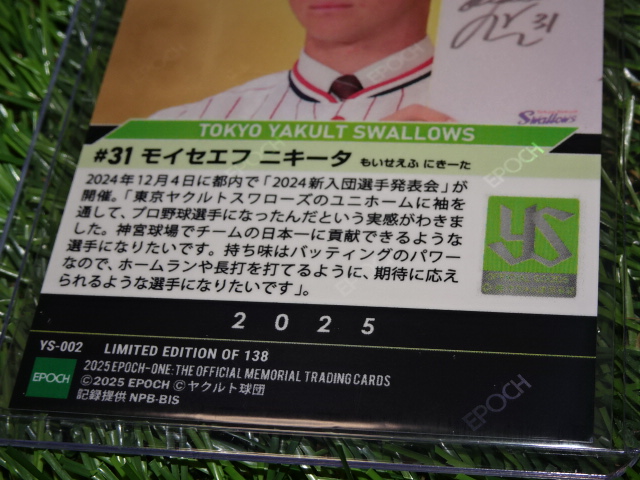 31
Swallows
TOKYO YAKULT SWALLOWS
#31 モイセエフ ニキータ もいせえふ にきーた
2024年12月4日に都内で「2024新入団選手発表会」が
開催。「東京ヤクルトスワローズのユニホームに袖を
通して、プロ野球選手になったんだという実感がわきま
した。神宮球場でチームの日本一に貢献できるような
選手になりたいです。持ち味はバッティングのパワー
なので、ホームランや長打を打てるように、期待に応え
られるような選手になりたいです」。
YS
2025
YS-002 LIMITED EDITION OF 138
EPOCH
2025 EPOCH-ONE: THE OFFICIAL MEMORIAL TRADING CARDS
©2025 EPOCH ©ヤクルト球団
記録提供 NPB-BIS
EPOCH
EPOCH
EPOCH